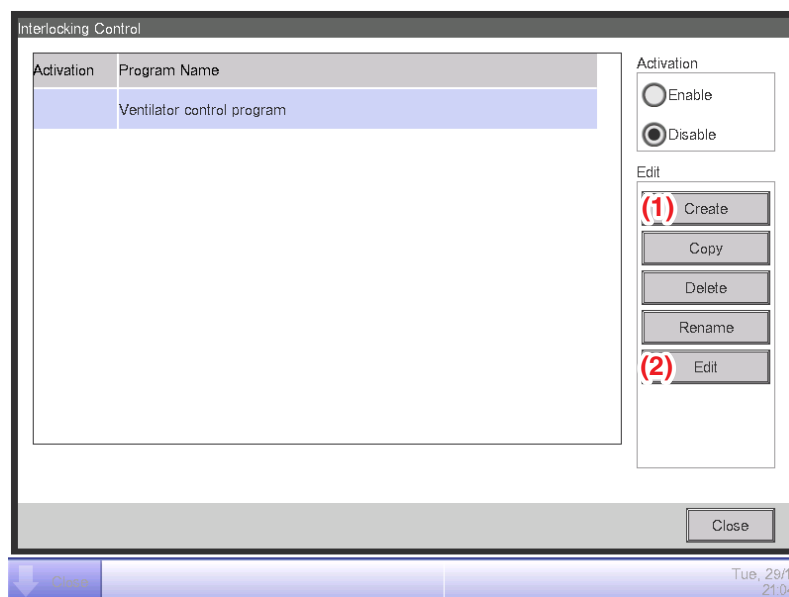 Interlocking Control
Activation Program Name
Ventilator control program
Activation
Enable
Disable
Edit
(1) Create
Copy
Delete
Rename
(2) Edit
Close
Tue, 29/1
21:0